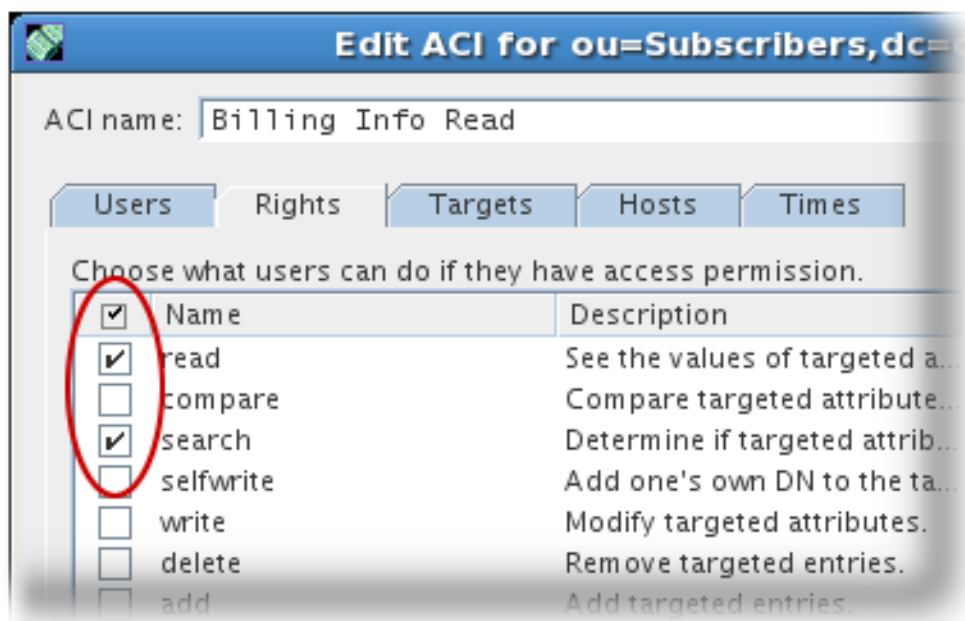 Edit ACI for ou=Subscribers,dc=
ACI name: Billing Info Read
Users Rights Targets Hosts Times
Choose what users can do if they have access permission.
Name Description
read See the values of targeted a...
compare Compare targeted attribute...
search Determine if targeted attrib...
selfwrite Add one's own DN to the ta...
write Modify targeted attributes.
delete Remove targeted entries.
add Add targeted entries.